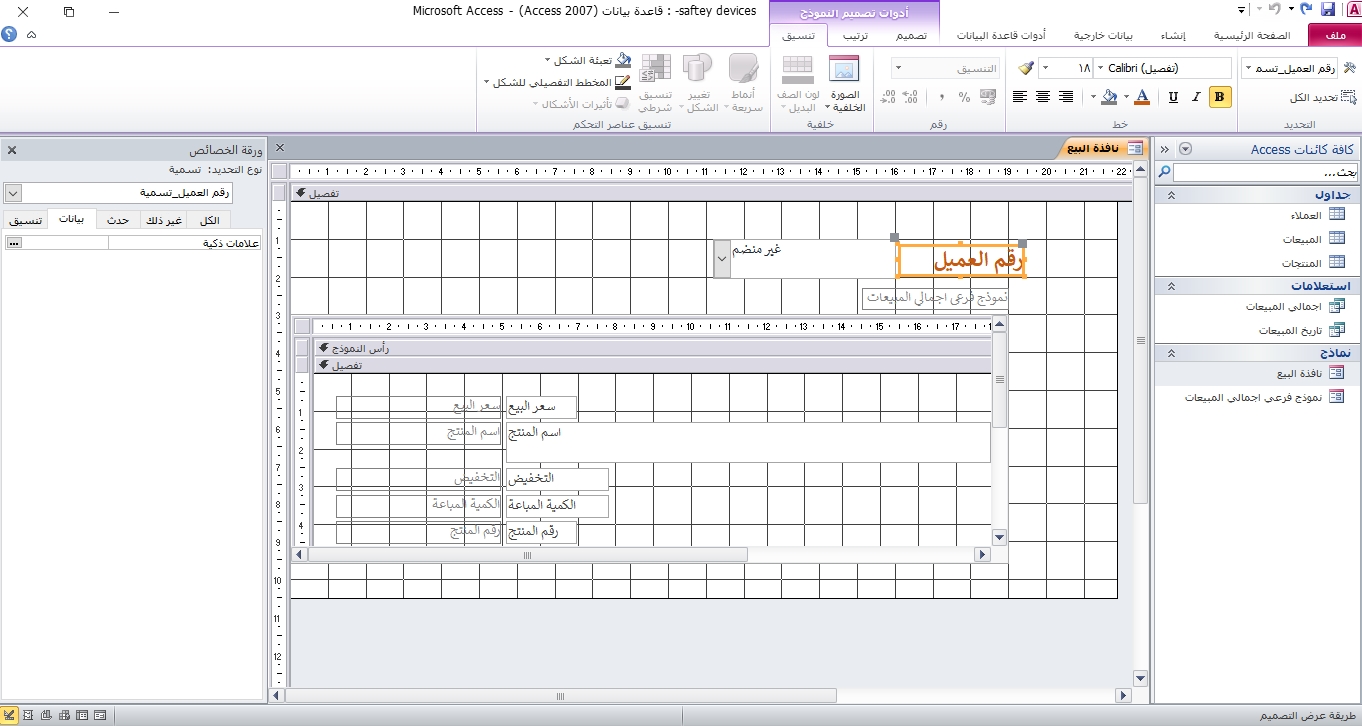 saftey devices- : قاعدة بيانات (Access 2007) - Microsoft Access
أدوات تصميم النموذج
ملف
الصفحة الرئيسية
إنشاء
بيانات خارجية
أدوات قاعدة البيانات
تصميم
ترتيب
تنسيق
رقم العميل_تسم
تحديد الكل
التحديد
Calibri (تفصيل)
١٨
خط
التنسيق
رقم
الصورة الخلفية
لون الصف البديل
خلفية
أنماط سريعة
تغيير الشكل
تنسيق شرطي
تعبئة الشكل
المخطط التفصيلي للشكل
تأثيرات الأشكال
تنسيق عناصر التحكم
كافة كائنات Access
بحث...
جداول
العملاء
المبيعات
المنتجات
استعلامات
اجمالي المبيعات
تاريخ المبيعات
نماذج
نافذة البيع
نموذج فرعي اجمالي المبيعات
نافذة البيع
تفصيل
رقم العميل
غير منضم
نموذج فرعي اجمالي المبيعات
رأس النموذج
تفصيل
سعر البيع
سعر البيع
اسم المنتج
اسم المنتج
التخفيض
التخفيض
الكمية المباعة
الكمية المباعة
رقم المنتج
رقم المنتج
ورقة الخصائص
نوع التحديد: تسمية
رقم العميل_تسمية
تنسيق
بيانات
حدث
غير ذلك
الكل
علامات ذكية
طريقة عرض التصميم